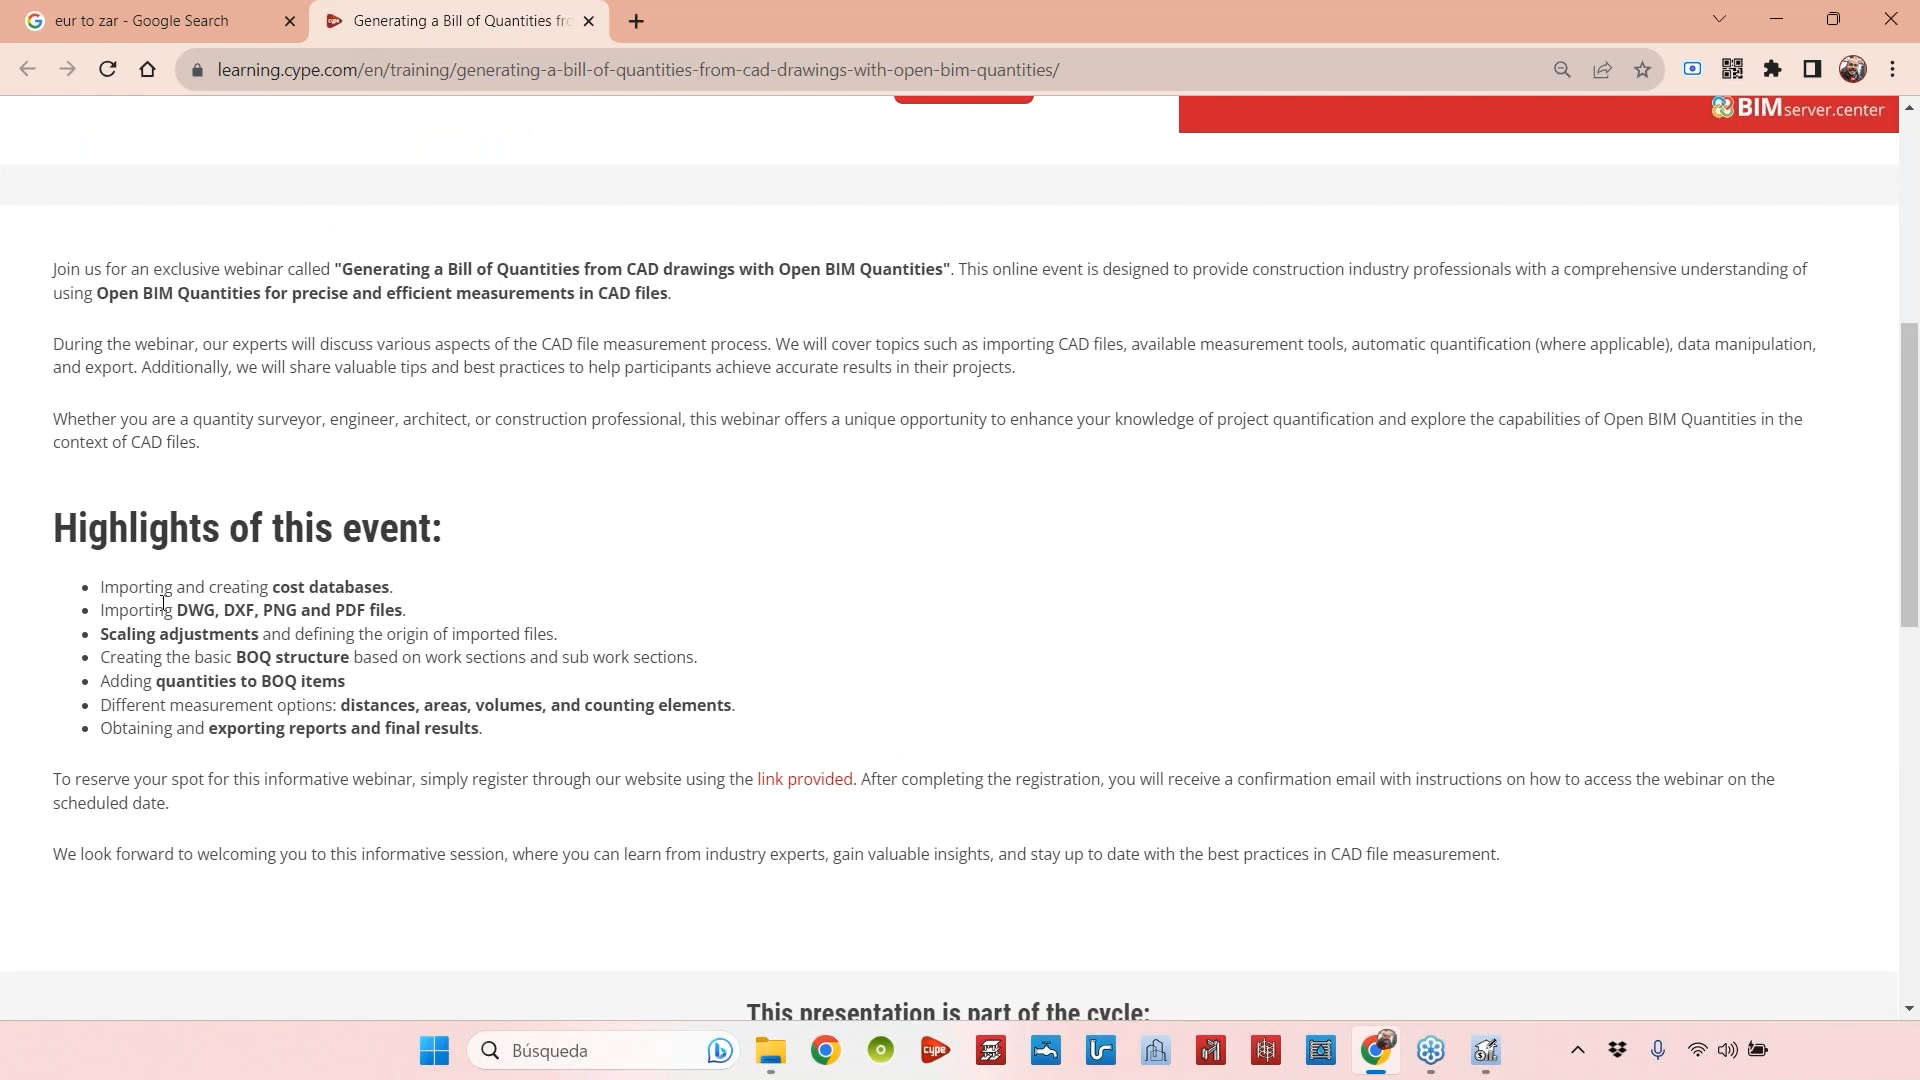 eur to zar - Google Search
Generating a Bill of Quantities fro
learning.cype.com/en/training/generating-a-bill-of-quantities-from-cad-drawings-with-open-bim-quantities/
BIMserver.center
Join us for an exclusive webinar called "Generating a Bill of Quantities from CAD drawings with Open BIM Quantities". This online event is designed to provide construction industry professionals with a comprehensive understanding of
using Open BIM Quantities for precise and efficient measurements in CAD files.
During the webinar, our experts will discuss various aspects of the CAD file measurement process. We will cover topics such as importing CAD files, available measurement tools, automatic quantification (where applicable), data manipulation,
and export. Additionally, we will share valuable tips and best practices to help participants achieve accurate results in their projects.
Whether you are a quantity surveyor, engineer, architect, or construction professional, this webinar offers a unique opportunity to enhance your knowledge of project quantification and explore the capabilities of Open BIM Quantities in the
context of CAD files.
Highlights of this event:
• Importing and creating cost databases.
• Importing DWG, DXF, PNG and PDF files.
• Scaling adjustments and defining the origin of imported files.
• Creating the basic BOQ structure based on work sections and sub work sections.
• Adding quantities to BOQ items
• Different measurement options: distances, areas, volumes, and counting elements.
• Obtaining and exporting reports and final results.
To reserve your spot for this informative webinar, simply register through our website using the link provided. After completing the registration, you will receive a confirmation email with instructions on how to access the webinar on the
scheduled date.
We look forward to welcoming you to this informative session, where you can learn from industry experts, gain valuable insights, and stay up to date with the best practices in CAD file measurement.
This presentation is part of the cycle:
Búsqueda
cype